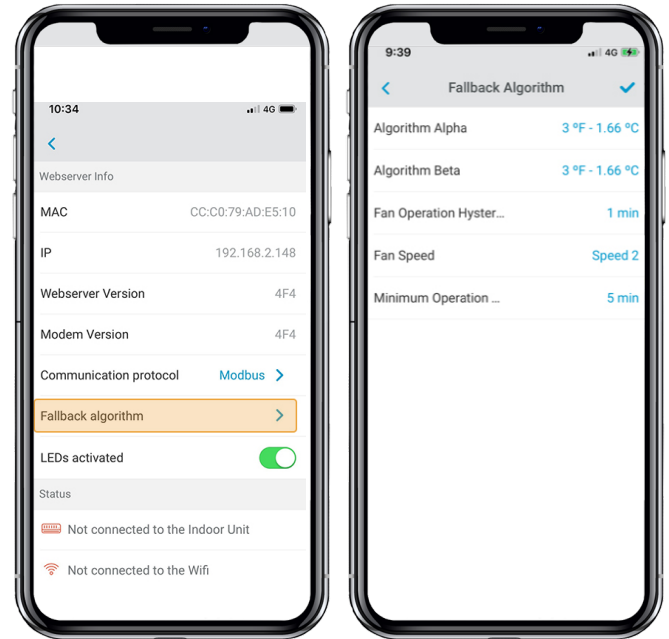 10:34
4G
Webserver Info
MAC CC:C0:79:AD:E5:10
IP 192.168.2.148
Webserver Version 4F4
Modem Version 4F4
Communication protocol Modbus
Fallback algorithm
LEDs activated
Status
Not connected to the Indoor Unit
Not connected to the Wifi
9:39
4G
Fallback Algorithm
Algorithm Alpha 3 ºF - 1.66 ºC
Algorithm Beta 3 ºF - 1.66 ºC
Fan Operation Hyster... 1 min
Fan Speed Speed 2
Minimum Operation ... 5 min